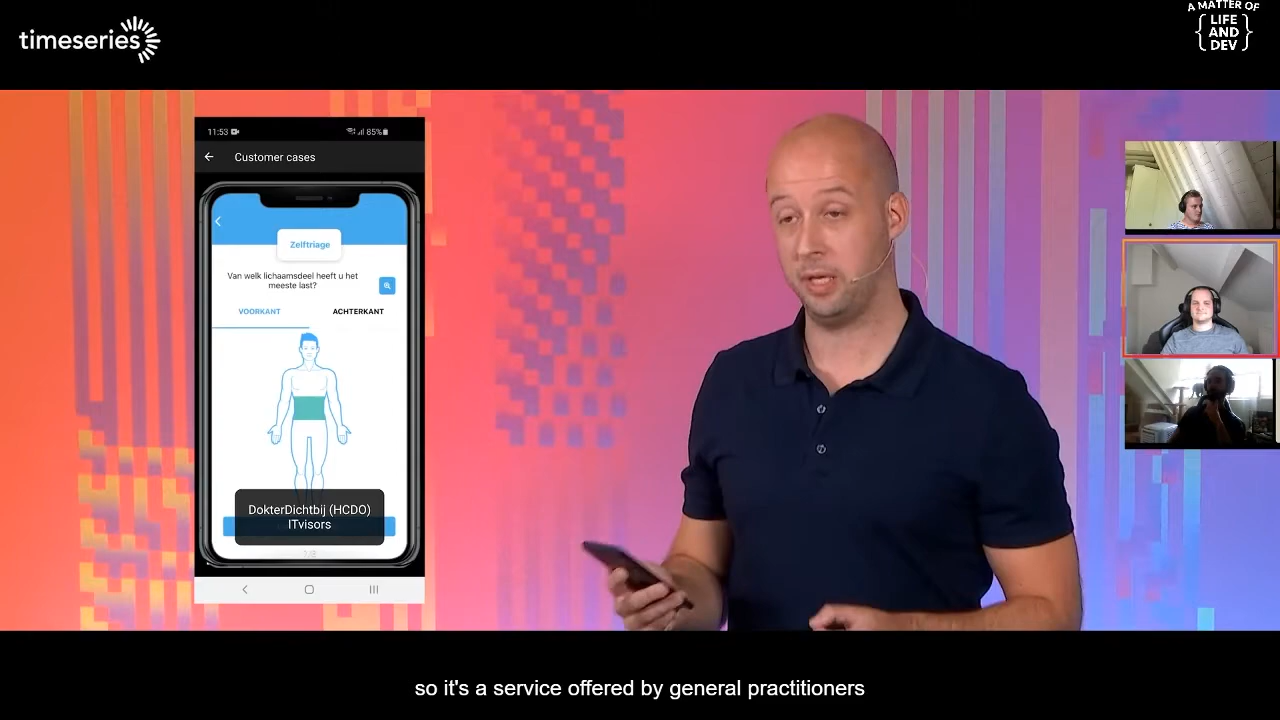 timeseries
A MATTER OF
LIFE
AND
DEV
11:53
85%
Customer cases
Zelftriage
Van welk lichaamsdeel heeft u het
meeste last?
VOORKANT
ACHTERKANT
DokterDichtbij (HCDO)
ITvisors
so it's a service offered by general practitioners